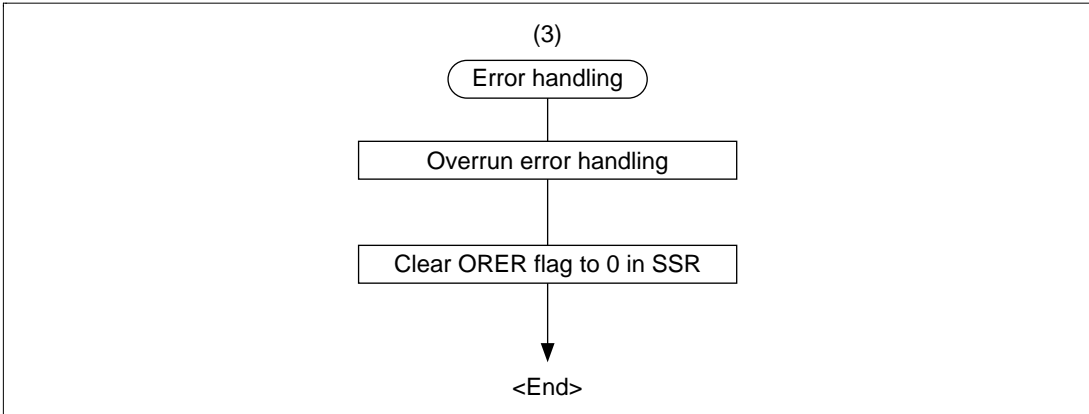 (3)
Error handling
Overrun error handling
Clear ORER flag to 0 in SSR
<End>